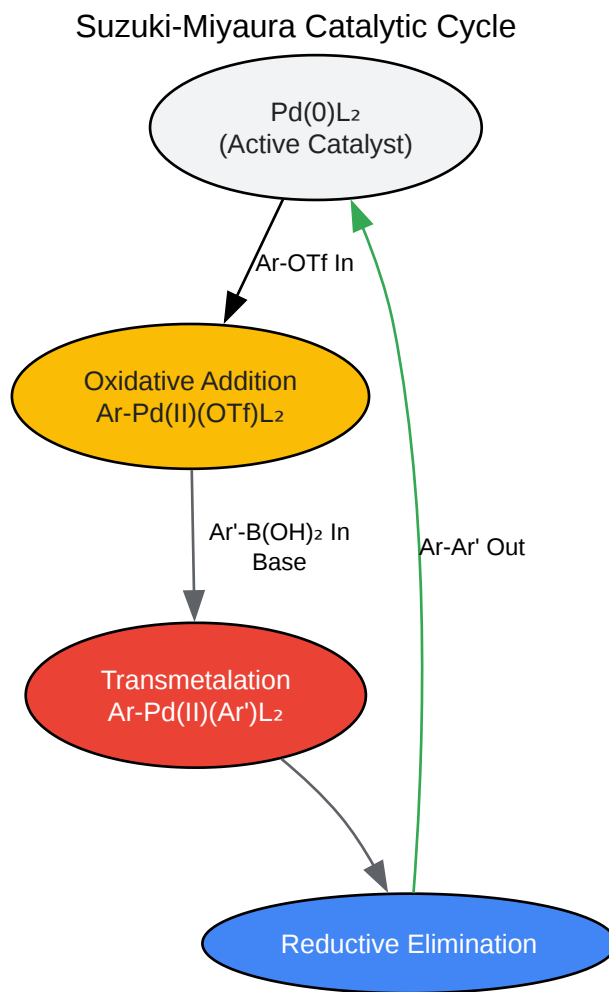 Suzuki-Miyaura Catalytic Cycle
Pd(0)L₂
(Active Catalyst)
Ar-OTf In
Oxidative Addition
Ar-Pd(II)(OTf)L₂
Ar'-B(OH)₂ In
Base
Ar-Ar' Out
Transmetalation
Ar-Pd(II)(Ar')L₂
Reductive Elimination